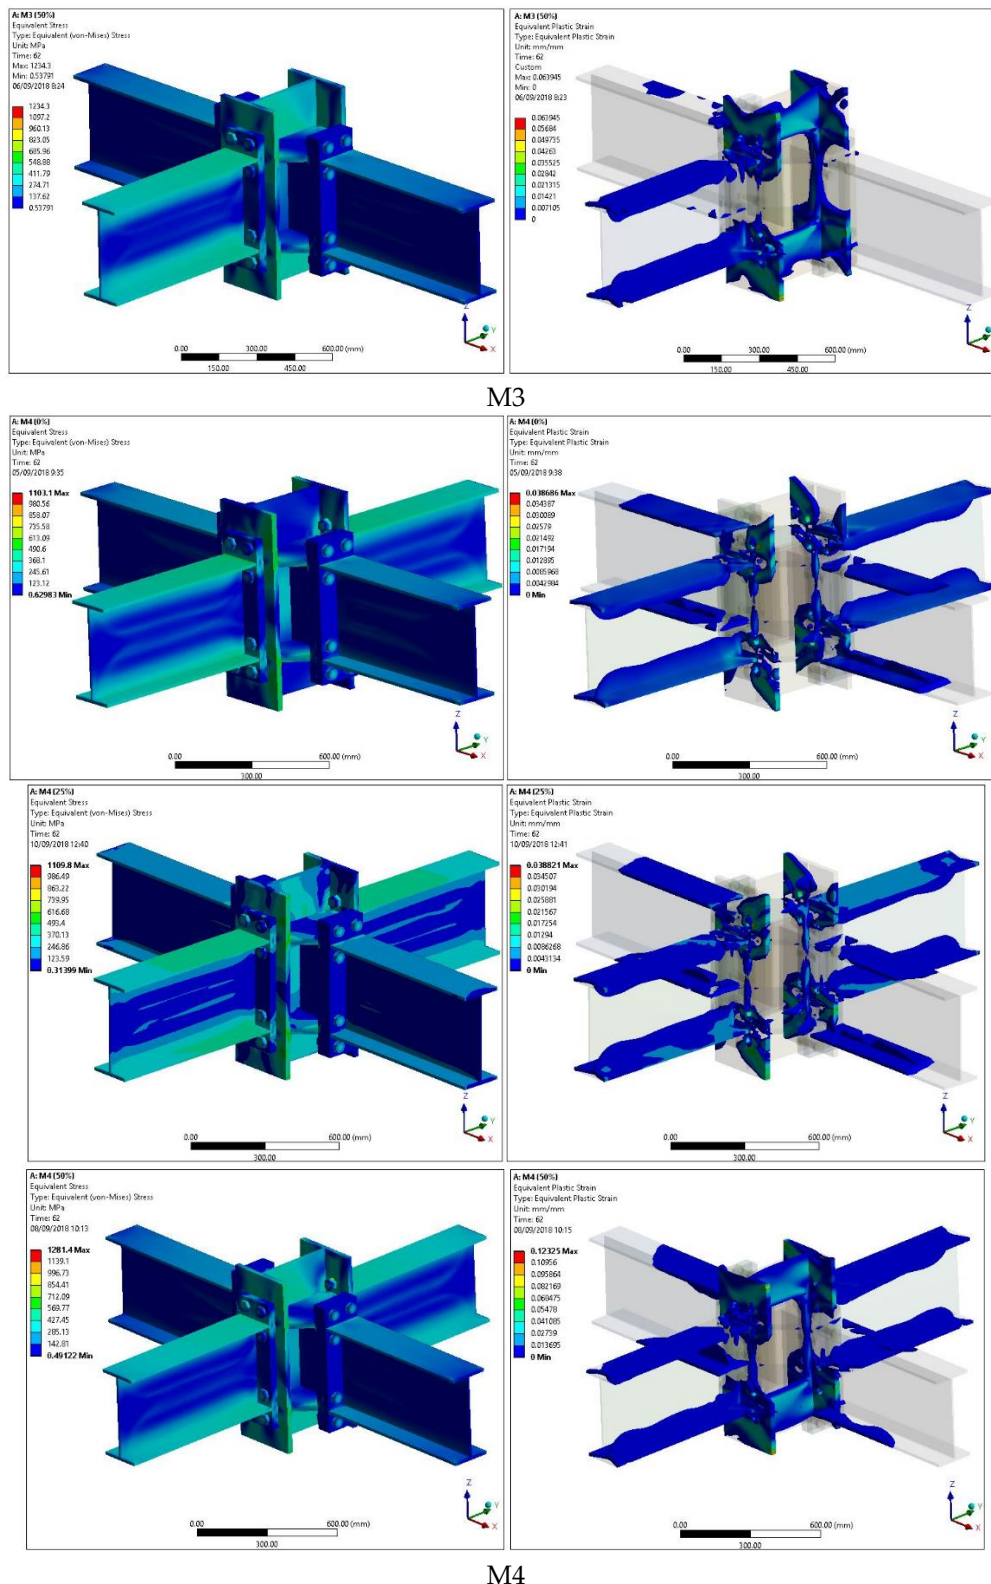 A: M3 (50%)
Equivalent Stress
Type: Equivalent (von-Mises) Stress
Unit: MPa
Time: 62
Max: 1234.3
Min: 0.53791
06/09/2018 8:24
1234.3
1097.2
960.13
823.05
685.96
548.88
411.79
274.71
137.62
0.53791
0.00
300.00
600.00 (mm)
150.00
450.00
Z
Y
X
A: M3 (50%)
Equivalent Plastic Strain
Type: Equivalent Plastic Strain
Unit: mm/mm
Time: 62
Custom
Max: 0.063945
Min: 0
06/09/2018 8:23
0.063945
0.05684
0.049735
0.04263
0.035525
0.02842
0.021315
0.01421
0.007105
0
0.00
300.00
600.00 (mm)
150.00
450.00
Z
Y
X
M3
A: M4 (0%)
Equivalent Stress
Type: Equivalent (von-Mises) Stress
Unit: MPa
Time: 62
05/09/2018 9:35
1103.1 Max
980.56
858.07
735.58
613.09
490.6
368.1
245.61
123.12
0.62983 Min
0.00
600.00 (mm)
300.00
Z
Y
X
A: M4 (0%)
Equivalent Plastic Strain
Type: Equivalent Plastic Strain
Unit: mm/mm
Time: 62
05/09/2018 9:38
0.038686 Max
0.034387
0.030089
0.02579
0.021492
0.017194
0.012895
0.0085968
0.0042984
0 Min
0.00
600.00 (mm)
300.00
Z
Y
X
A: M4 (25%)
Equivalent Stress
Type: Equivalent (von-Mises) Stress
Unit: MPa
Time: 62
10/09/2018 12:40
1109.8 Max
986.49
863.22
739.95
616.68
493.4
370.13
246.86
123.59
0.31399 Min
0.00
600.00 (mm)
300.00
Z
Y
X
A: M4 (25%)
Equivalent Plastic Strain
Type: Equivalent Plastic Strain
Unit: mm/mm
Time: 62
10/09/2018 12:41
0.038821 Max
0.034507
0.030194
0.025881
0.021567
0.017254
0.01294
0.0086268
0.0043134
0 Min
0.00
600.00 (mm)
300.00
Z
Y
X
A: M4 (50%)
Equivalent Stress
Type: Equivalent (von-Mises) Stress
Unit: MPa
Time: 62
08/09/2018 10:13
1281.4 Max
1139.1
996.73
854.41
712.09
569.77
427.45
285.13
142.81
0.49122 Min
0.00
600.00 (mm)
300.00
Z
Y
X
A: M4 (50%)
Equivalent Plastic Strain
Type: Equivalent Plastic Strain
Unit: mm/mm
Time: 62
08/09/2018 10:15
0.12325 Max
0.10956
0.095864
0.082169
0.068475
0.05478
0.041085
0.02739
0.013695
0 Min
0.00
600.00 (mm)
300.00
Z
Y
X
M4